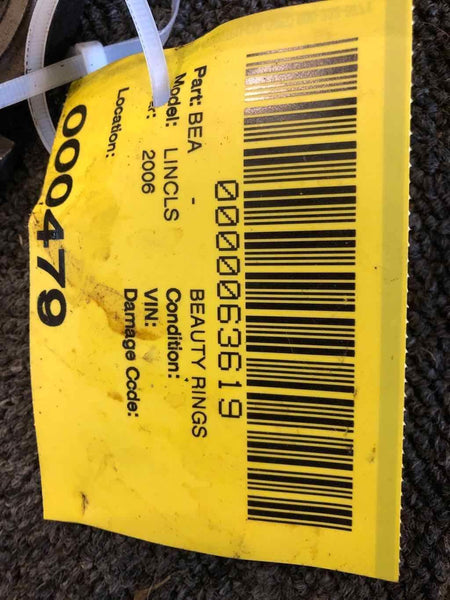 0000063619
Part: BEA - BEAUTY RINGS
Model: LINCLS Condition:
2006 VIN:
Damage Code:
Location:
000479